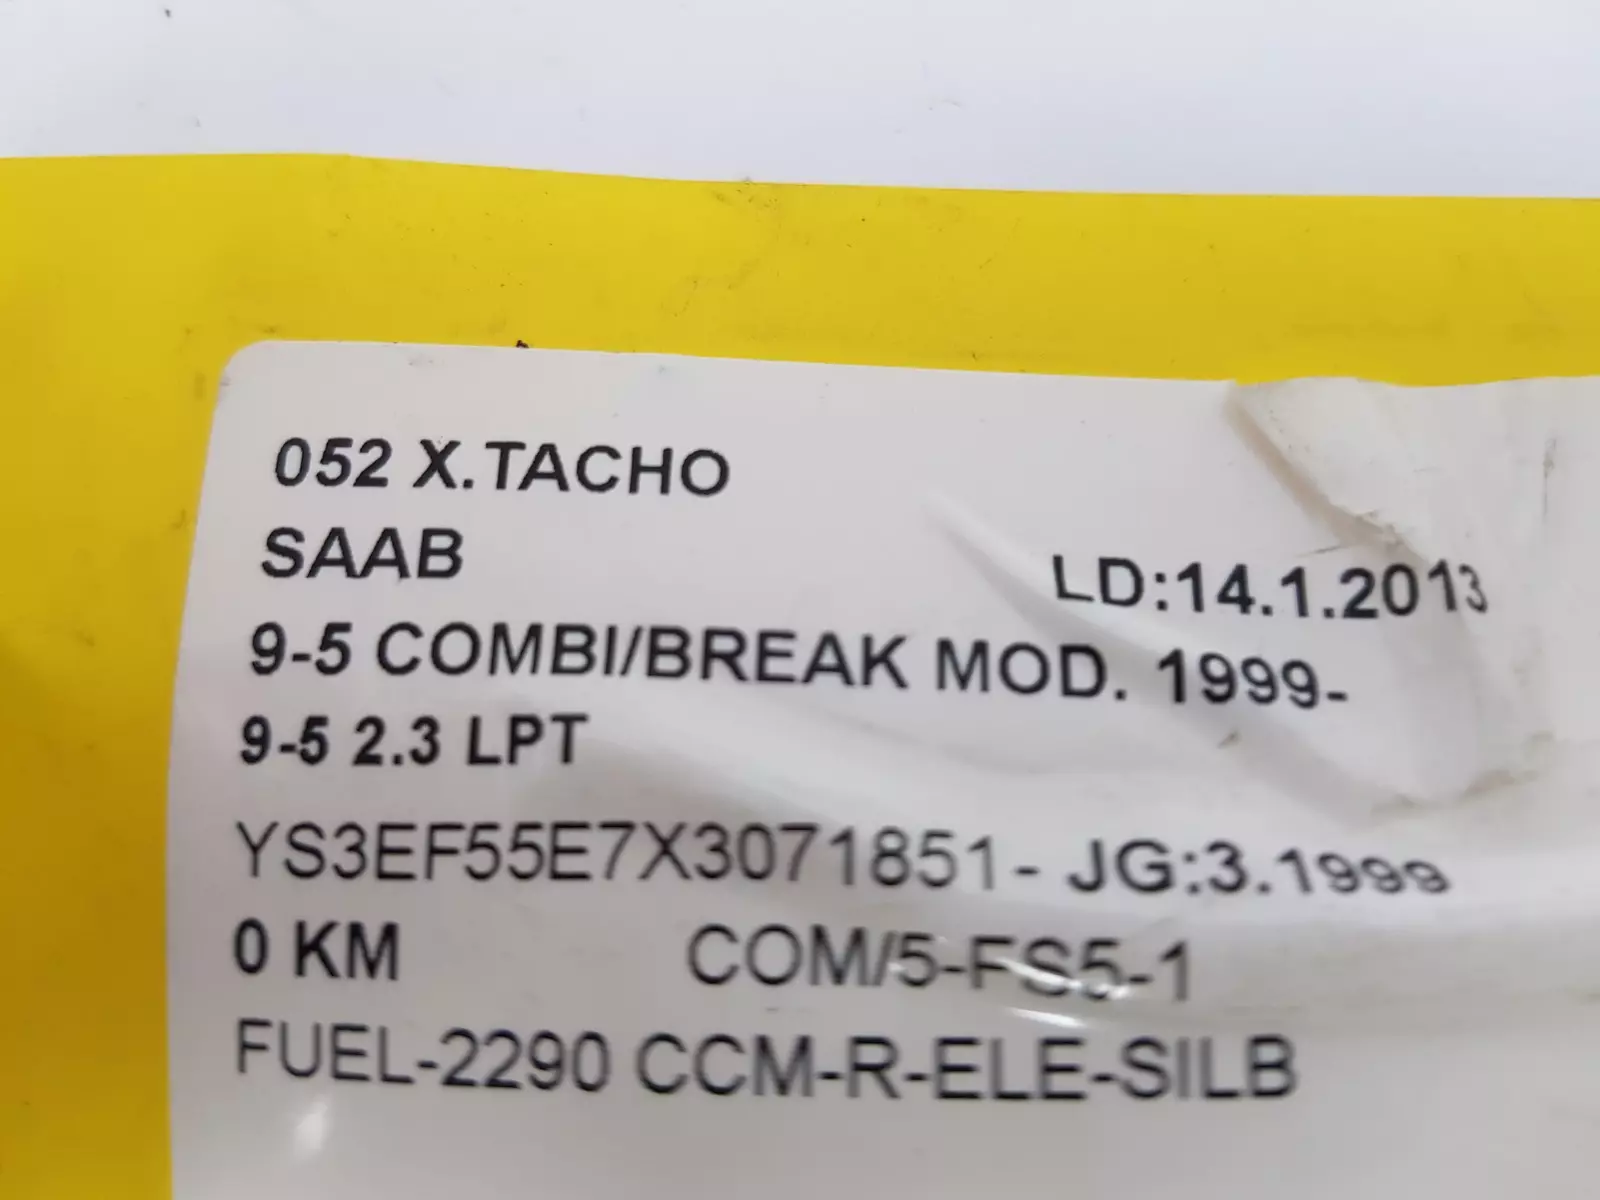 052 X.TACHO
SAAB
LD:14.1.2013
9-5 COMBI/BREAK MOD. 1999-
9-5 2.3 LPT
YS3EF55E7X3071851- JG:3.1999
0 KM COM/5-FS5-1
FUEL-2290 CCM-R-ELE-SILB